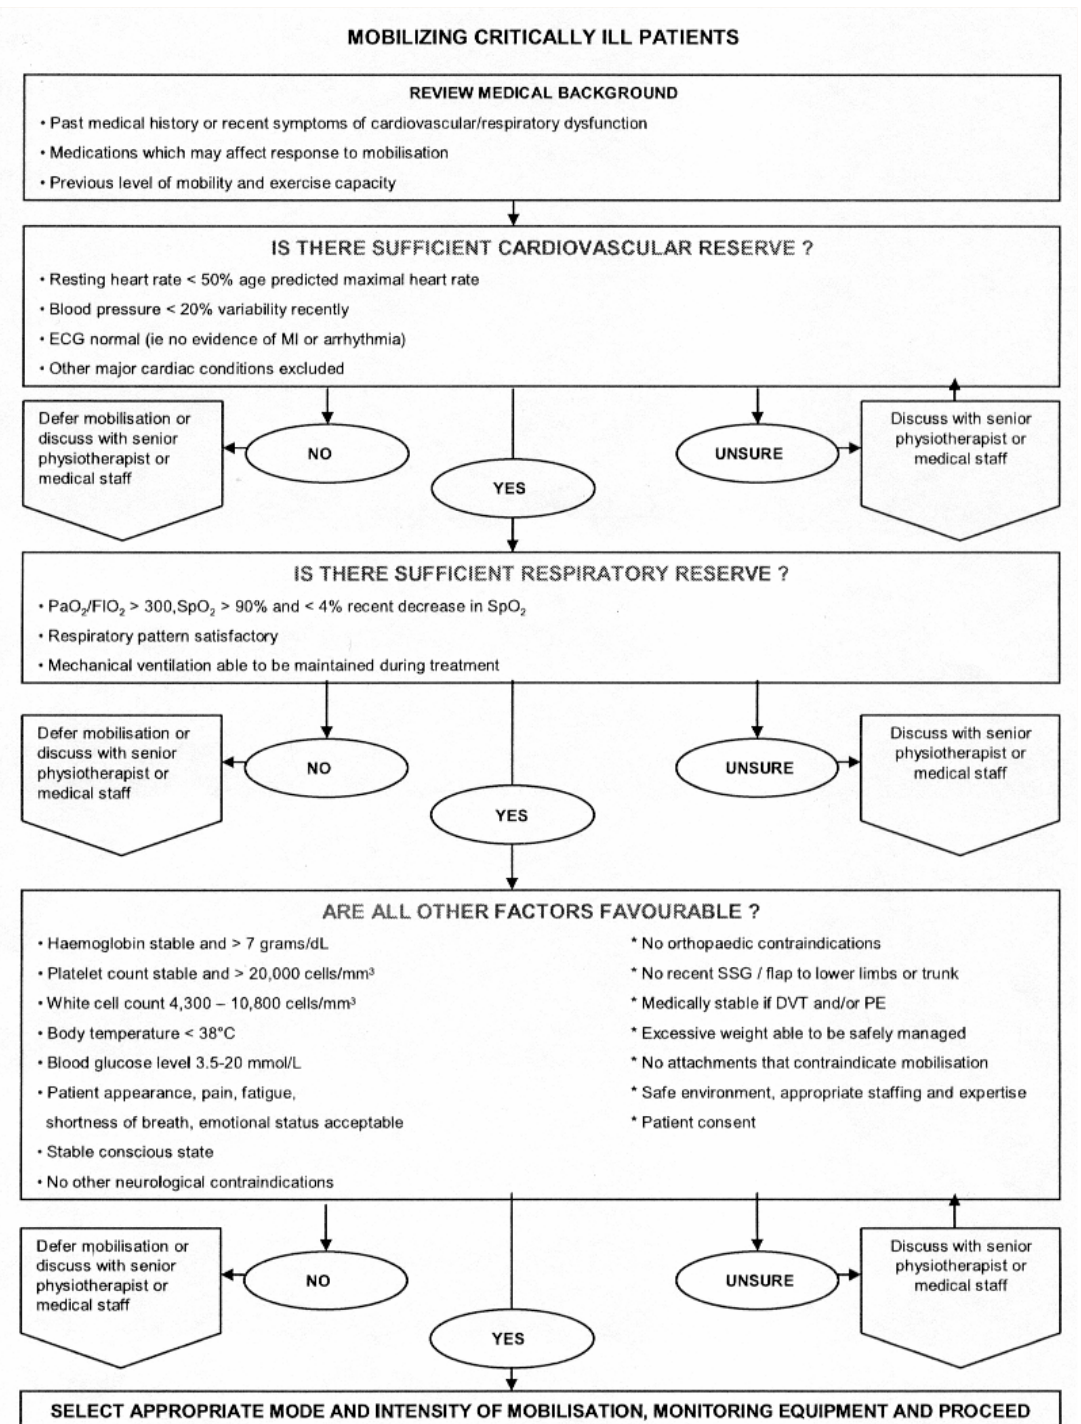 MOBILIZING CRITICALLY ILL PATIENTS
REVIEW MEDICAL BACKGROUND
• Past medical history or recent symptoms of cardiovascular/respiratory dysfunction
• Medications which may affect response to mobilisation
• Previous level of mobility and exercise capacity
IS THERE SUFFICIENT CARDIOVASCULAR RESERVE ?
• Resting heart rate < 50% age predicted maximal heart rate
• Blood pressure < 20% variability recently
• ECG normal (ie no evidence of MI or arrhythmia)
• Other major cardiac conditions excluded
Defer mobilisation or
discuss with senior
physiotherapist or
medical staff
NO
YES
UNSURE
Discuss with senior
physiotherapist or
medical staff
IS THERE SUFFICIENT RESPIRATORY RESERVE ?
• PaO₂/FIO₂ > 300,SpO₂ > 90% and < 4% recent decrease in SpO₂
• Respiratory pattern satisfactory
• Mechanical ventilation able to be maintained during treatment
Defer mobilisation or
discuss with senior
physiotherapist or
medical staff
NO
YES
UNSURE
Discuss with senior
physiotherapist or
medical staff
ARE ALL OTHER FACTORS FAVOURABLE ?
• Haemoglobin stable and > 7 grams/dL
• Platelet count stable and > 20,000 cells/mm³
• White cell count 4,300 – 10,800 cells/mm³
• Body temperature < 38°C
• Blood glucose level 3.5-20 mmol/L
• Patient appearance, pain, fatigue,
shortness of breath, emotional status acceptable
• Stable conscious state
• No other neurological contraindications
* No orthopaedic contraindications
* No recent SSG / flap to lower limbs or trunk
* Medically stable if DVT and/or PE
* Excessive weight able to be safely managed
* No attachments that contraindicate mobilisation
* Safe environment, appropriate staffing and expertise
* Patient consent
Defer mobilisation or
discuss with senior
physiotherapist or
medical staff
NO
YES
UNSURE
Discuss with senior
physiotherapist or
medical staff
SELECT APPROPRIATE MODE AND INTENSITY OF MOBILISATION, MONITORING EQUIPMENT AND PROCEED